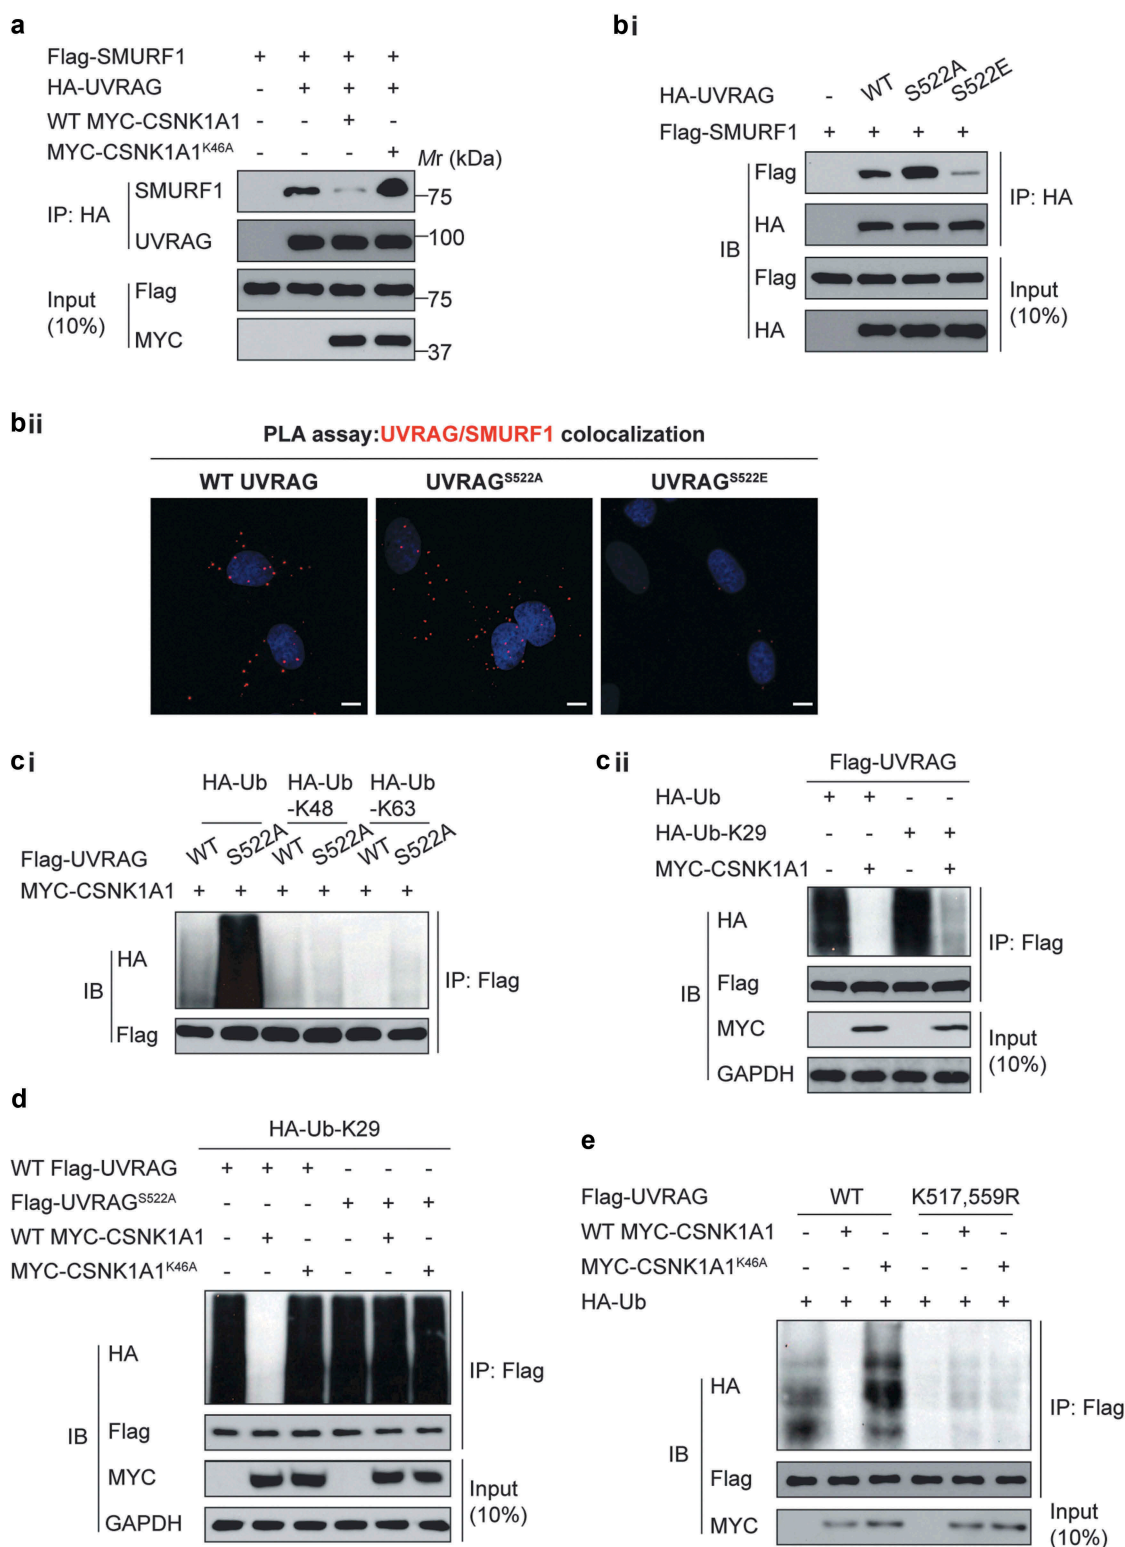 a
Flag-SMURF1 + + + +
HA-UVRAG - + + +
WT MYC-CSNK1A1 - - + -
MYC-CSNK1A1K46A - - - +
Mr (kDa)
IP: HA
SMURF1
75
UVRAG
100
Input
(10%)
Flag
75
MYC
37
bi
HA-UVRAG - WT S522A S522E
Flag-SMURF1 + + + +
IB
Flag
HA
IP: HA
Flag
HA
Input
(10%)
bii
PLA assay:UVRAG/SMURF1 colocalization
WT UVRAG
UVRAGS522A
UVRAGS522E
ci
HA-Ub
HA-Ub
-K48
HA-Ub
-K63
Flag-UVRAG WT S522A WT S522A WT S522A
MYC-CSNK1A1 + + + + + +
IB
HA
Flag
IP: Flag
cii
Flag-UVRAG
HA-Ub + + - -
HA-Ub-K29 - - + +
MYC-CSNK1A1 - + - +
IB
HA
Flag
IP: Flag
MYC
GAPDH
Input
(10%)
d
HA-Ub-K29
WT Flag-UVRAG + + + - - -
Flag-UVRAGS522A - - - + + +
WT MYC-CSNK1A1 - + - - + -
MYC-CSNK1A1K46A - - + - - +
IB
HA
Flag
IP: Flag
MYC
GAPDH
Input
(10%)
e
Flag-UVRAG WT K517,559R
WT MYC-CSNK1A1 - + - - + -
MYC-CSNK1A1K46A - - + - - +
HA-Ub + + + + + +
IB
HA
Flag
IP: Flag
MYC
Input
(10%)